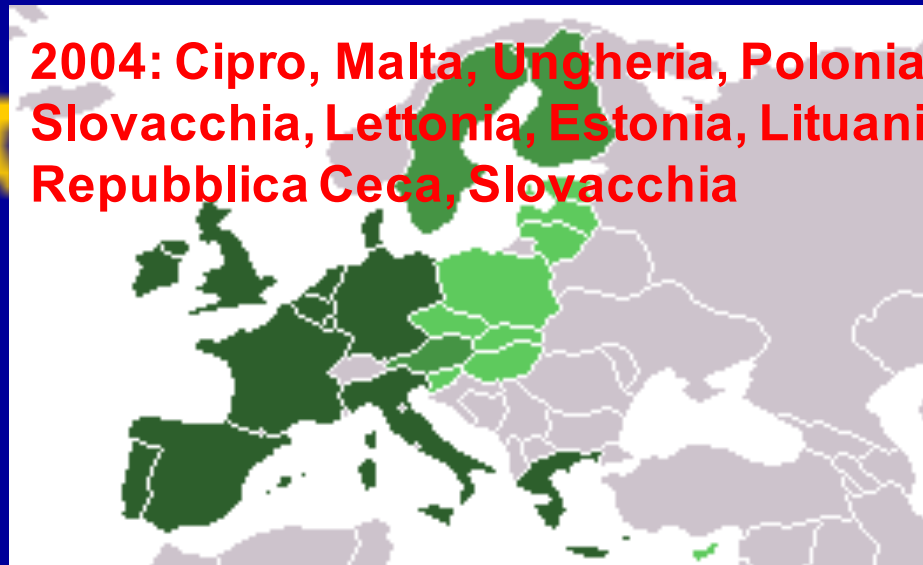 2004: Cipro, Malta, Ungheria, Polonia
Slovacchia, Lettonia, Estonia, Lituani
Repubblica Ceca, Slovacchia